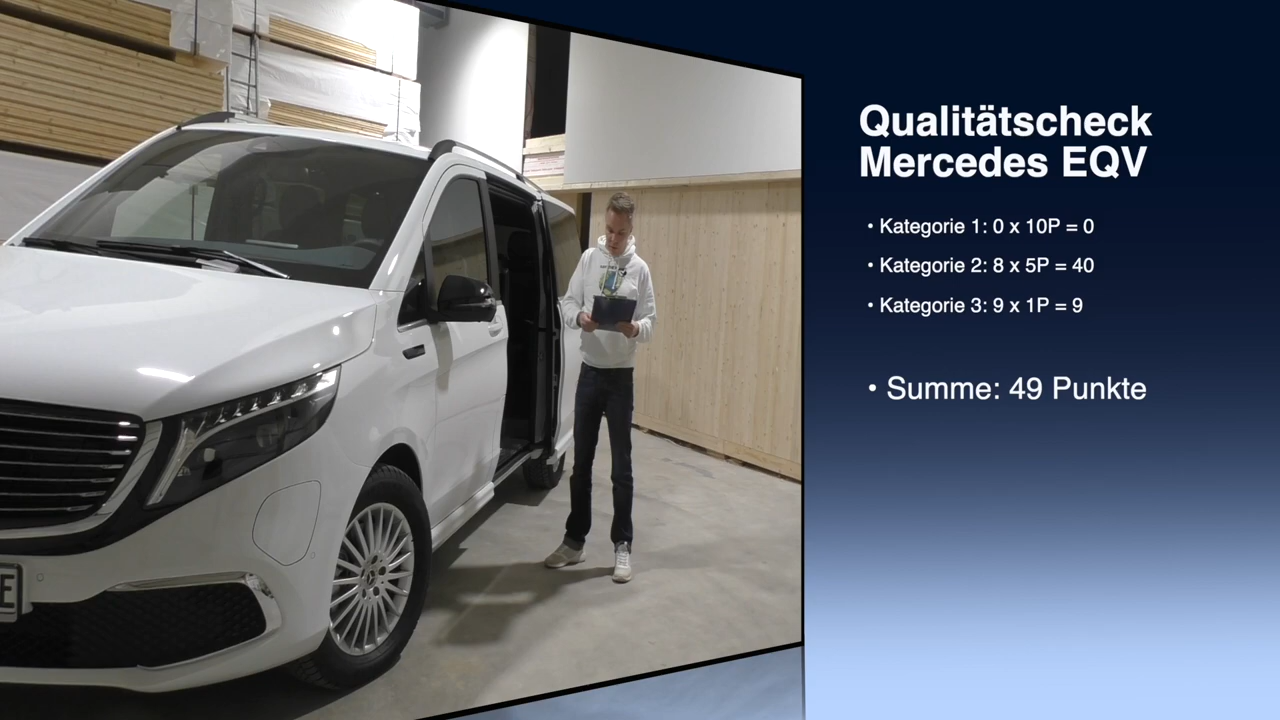 Qualitätscheck
Mercedes EQV
• Kategorie 1: 0 x 10P = 0
• Kategorie 2: 8 x 5P = 40
• Kategorie 3: 9 x 1P = 9
• Summe: 49 Punkte
E